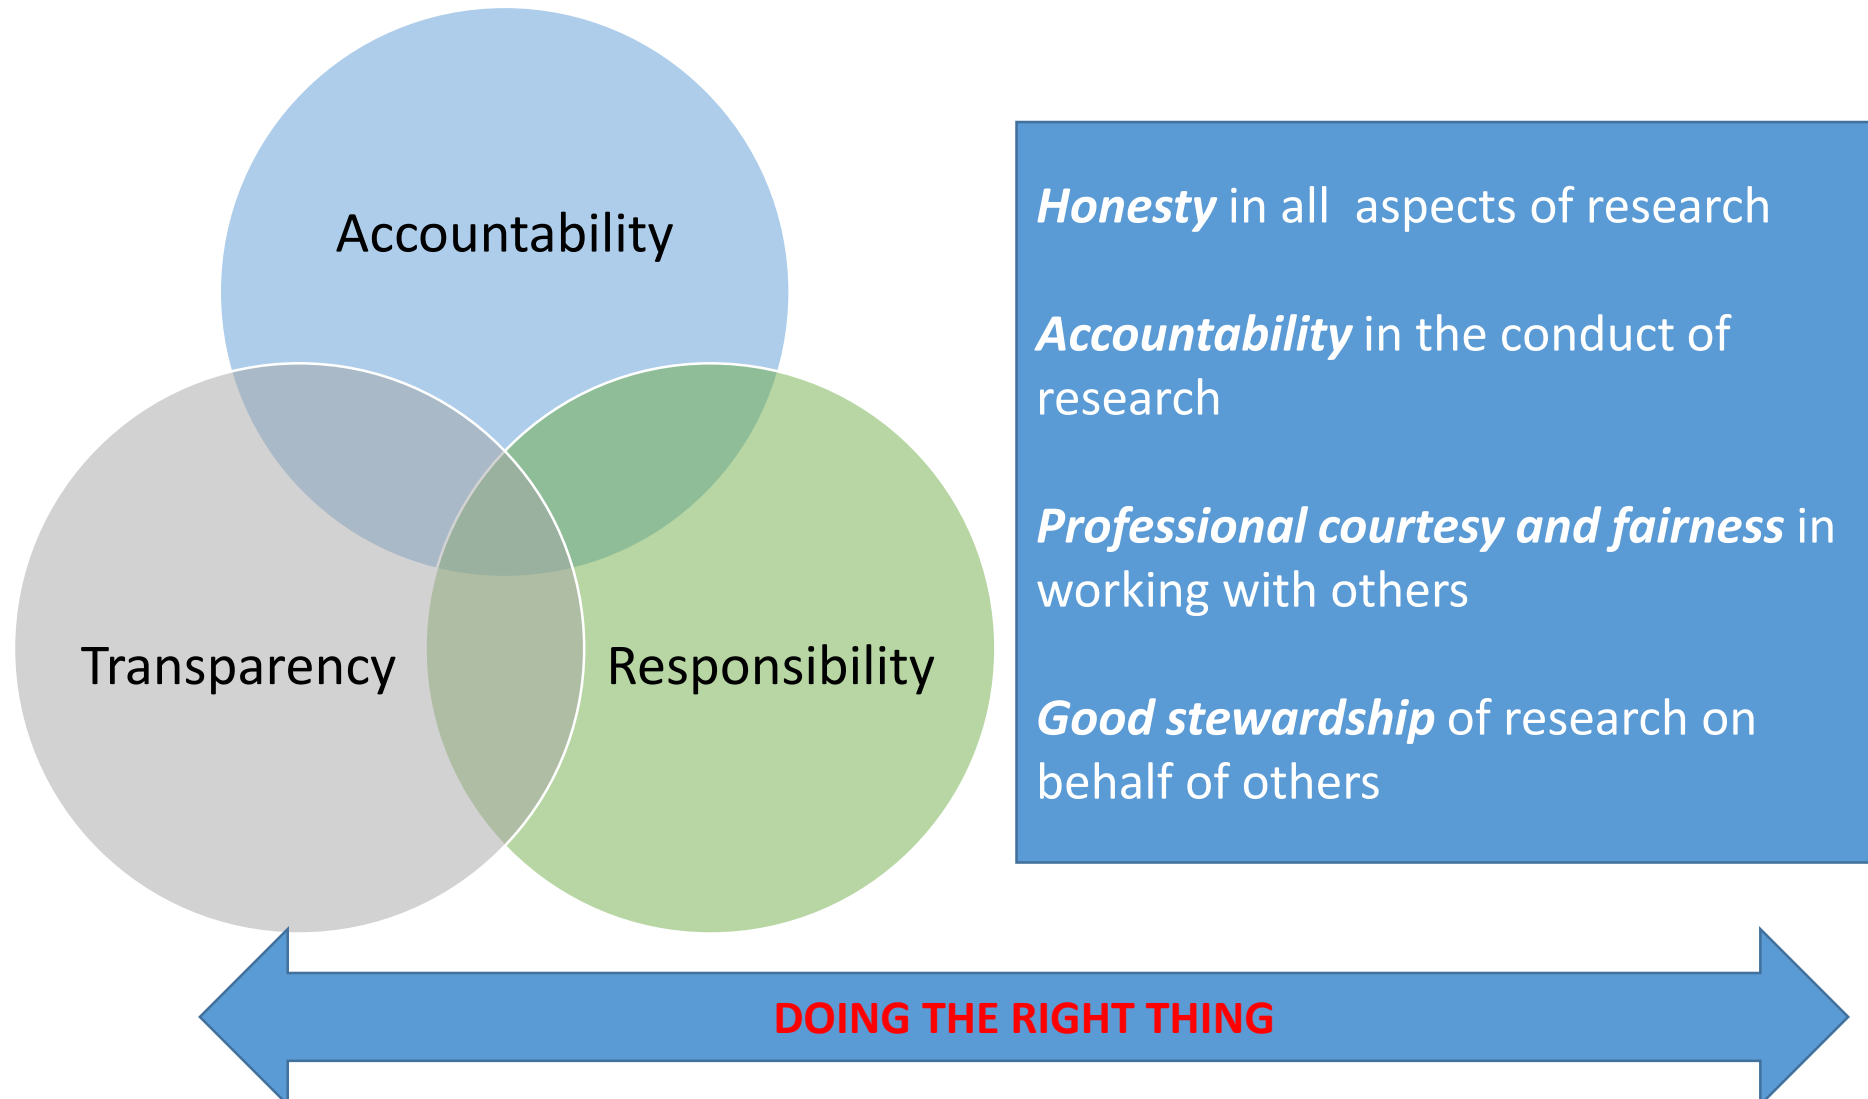 Accountability
Transparency
Responsibility
Honesty in all  aspects of research
Accountability in the conduct of
research
Professional courtesy and fairness in
working with others
Good stewardship of research on
behalf of others
DOING THE RIGHT THING